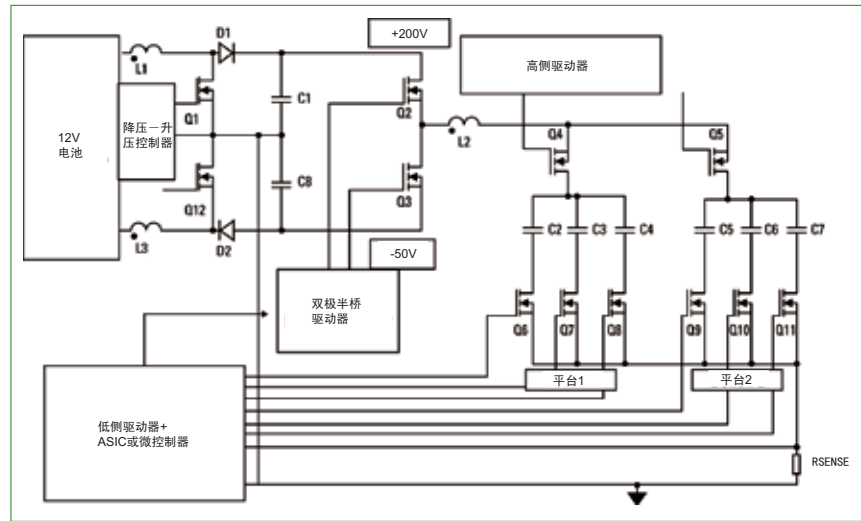 D1
+200V
L1
高侧驱动器
C1
Q1
Q2
Q4
Q5
12V
电池
降压－升
压控制器
L2
C8
Q3
C2
C3
C4
C5
C6
C7
Q12
L3
D2
-50V
双极半桥
驱动器
Q6
Q7
Q8
Q9
Q10
Q11
平台1
平台2
低侧驱动器+
ASIC或微控制器
RSENSE